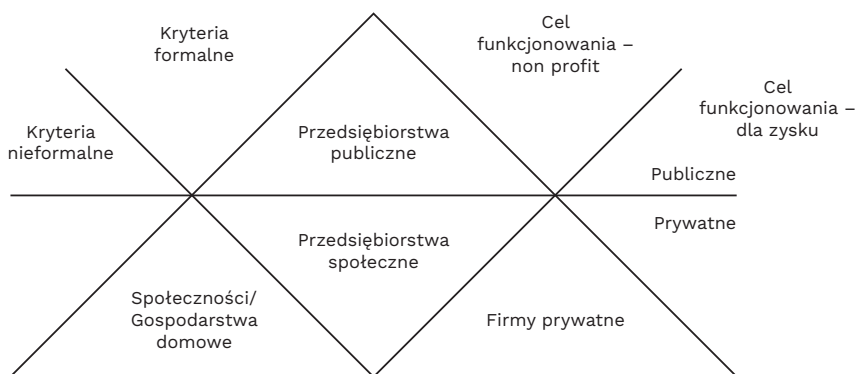 Kryteria
formalne
Cel
funkcjonowania –
non profit
Cel
funkcjonowania –
dla zysku
Kryteria
nieformalne
Przedsiębiorstwa
publiczne
Publiczne
Prywatne
Przedsiębiorstwa
społeczne
Społeczności/
Gospodarstwa
domowe
Firmy prywatne